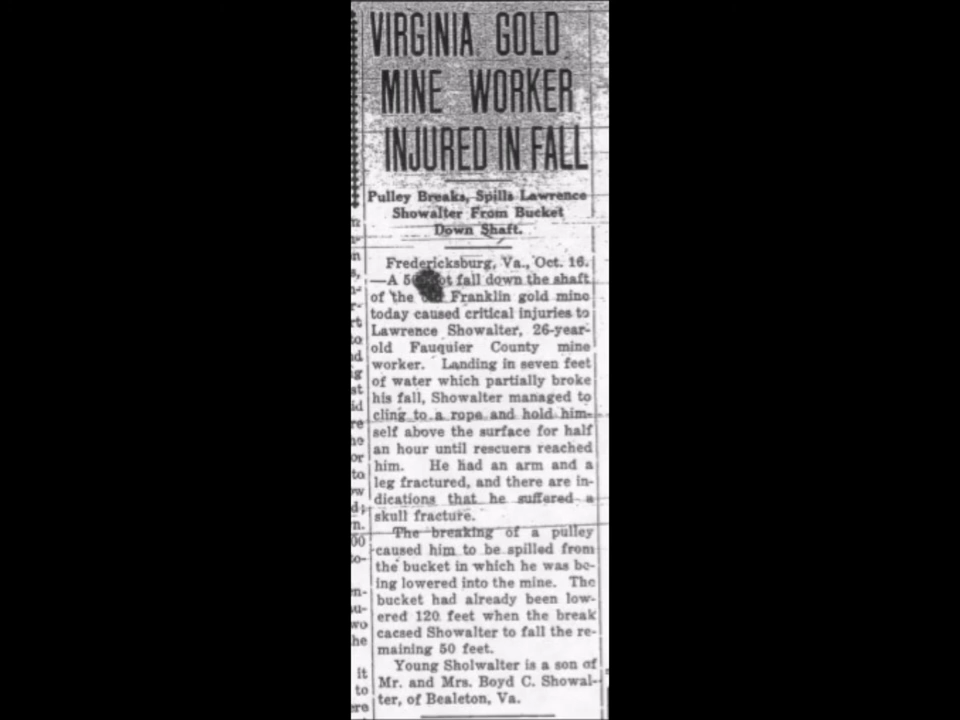 VIRGINIA GOLD
MINE WORKER
INJURED IN FALL
Pulley Breaks, Spills Lawrence
Showalter From Bucket
Down Shaft.
Fredericksburg, Va., Oct. 16.
—A fall down the shaft
of the Franklin gold mine
today caused critical injuries to
Lawrence Showalter, 26-year-
old Fauquier County mine
worker. Landing in seven feet
of water which partially broke
his fall, Showalter managed to
cling to a rope and hold him-
self above the surface for half
an hour until rescuers reached
him. He had an arm and a
leg fractured, and there are in-
dications that he suffered a
skull fracture.
The breaking of a pulley
caused him to be spilled from
the bucket in which he was be-
ing lowered into the mine. The
bucket had already been low-
ered 120 feet when the break
cacsed Showalter to fall the re-
maining 50 feet.
Young Sholwalter is a son of
Mr. and Mrs. Boyd C. Showal-
ter, of Bealeton, Va.